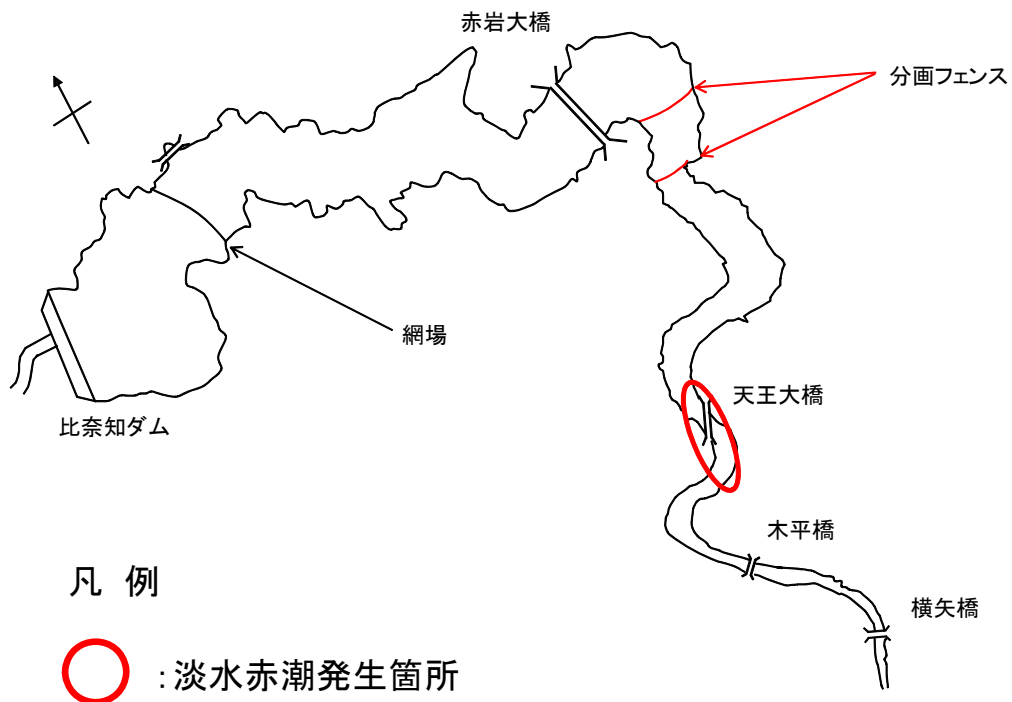 赤岩大橋
分画フェンス
網場
天王大橋
比奈知ダム
木平橋
横矢橋
凡 例
:淡水赤潮発生箇所